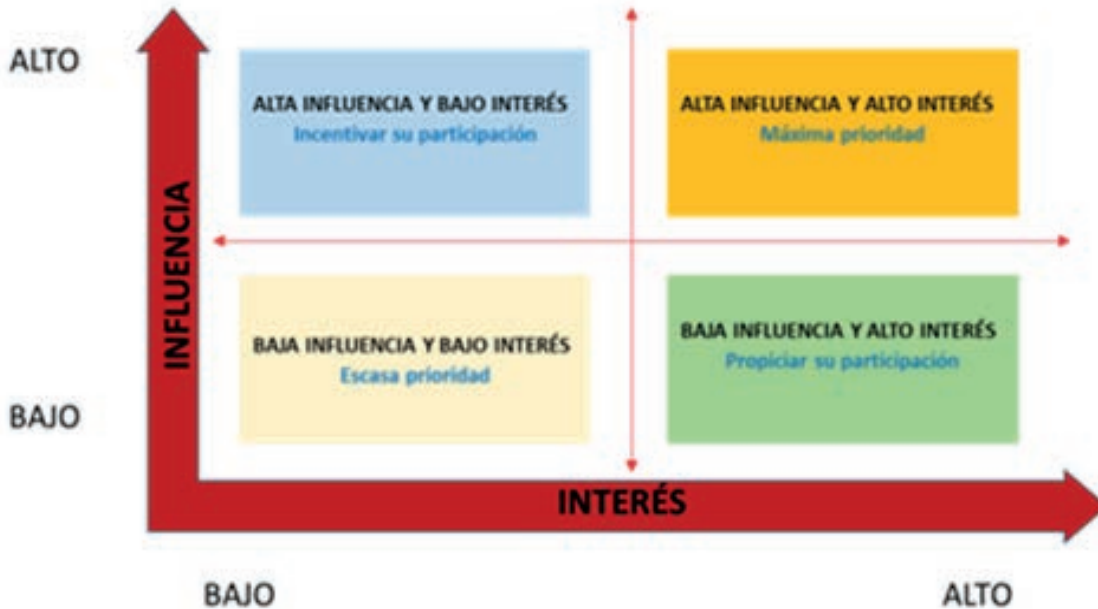 ALTO
ALTA INFLUENCIA Y BAJO INTERÉS
Incentivar su participación
ALTA INFLUENCIA Y ALTO INTERÉS
Máxima prioridad
INFLUENCIA
BAJA INFLUENCIA Y BAJO INTERÉS
Escasa prioridad
BAJA INFLUENCIA Y ALTO INTERÉS
Propiciar su participación
BAJO
INTERÉS
BAJO
ALTO